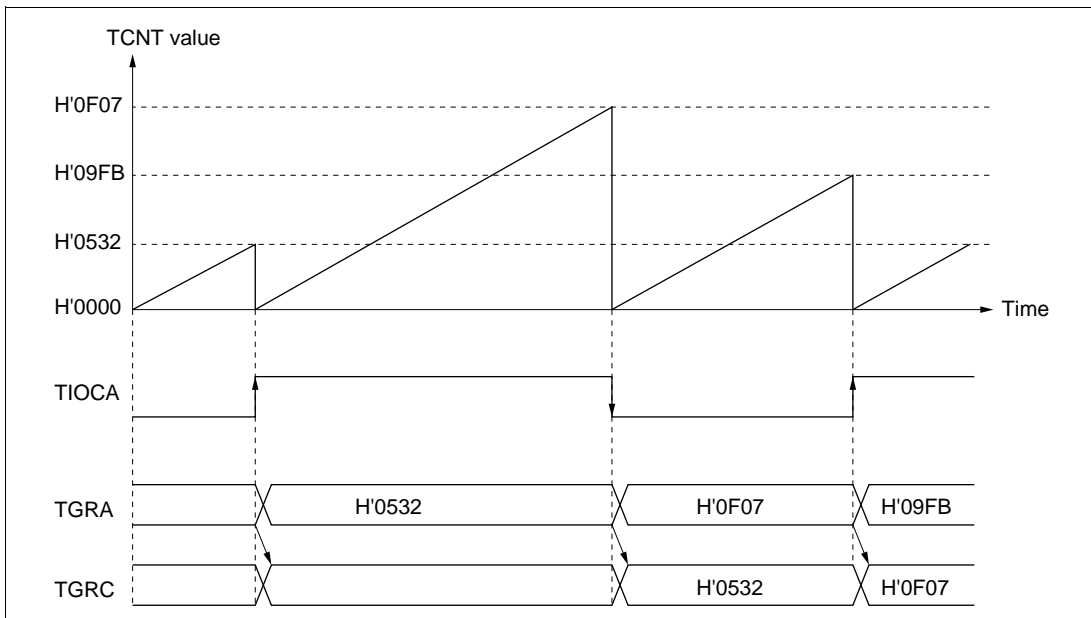 TCNT value
H'0F07
H'09FB
H'0532
H'0000
Time
TIOCA
TGRA
H'0532
H'0F07
H'09FB
TGRC
H'0532
H'0F07